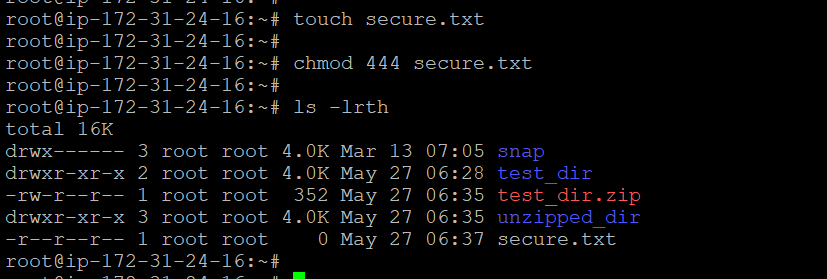 root@ip-172-31-24-16:~# touch secure.txt
root@ip-172-31-24-16:~#
root@ip-172-31-24-16:~# chmod 444 secure.txt
root@ip-172-31-24-16:~#
root@ip-172-31-24-16:~# ls -lrth
total 16K
drwx------ 3 root root 4.0K Mar 13 07:05 snap
drwxr-xr-x 2 root root 4.0K May 27 06:28 test_dir
-rw-r--r-- 1 root root  352 May 27 06:35 test_dir.zip
drwxr-xr-x 3 root root 4.0K May 27 06:35 unzipped_dir
-r--r--r-- 1 root root    0 May 27 06:37 secure.txt
root@ip-172-31-24-16:~#